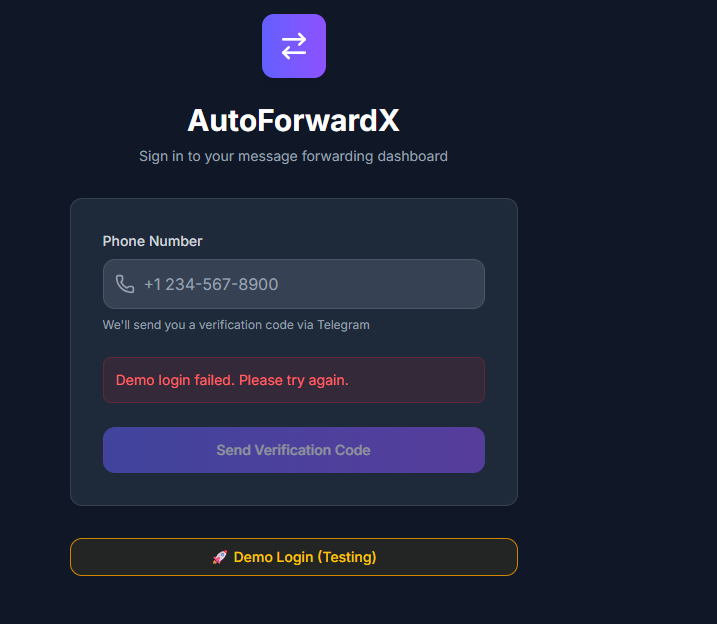 AutoForwardX
Sign in to your message forwarding dashboard
Phone Number
+1 234-567-8900
We'll send you a verification code via Telegram
Demo login failed. Please try again.
Send Verification Code
🚀 Demo Login (Testing)